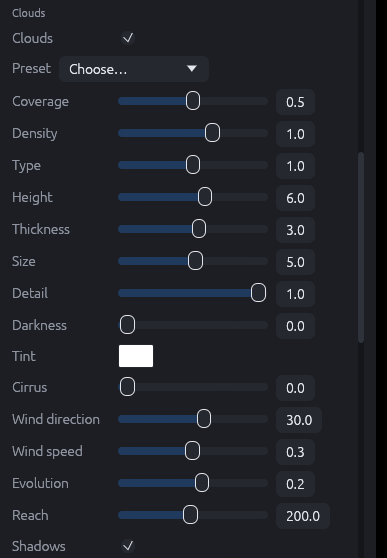 Clouds
Clouds
Preset Choose...
Coverage 0.5
Density 1.0
Type 1.0
Height 6.0
Thickness 3.0
Size 5.0
Detail 1.0
Darkness 0.0
Tint
Cirrus 0.0
Wind direction 30.0
Wind speed 0.3
Evolution 0.2
Reach 200.0
Shadows